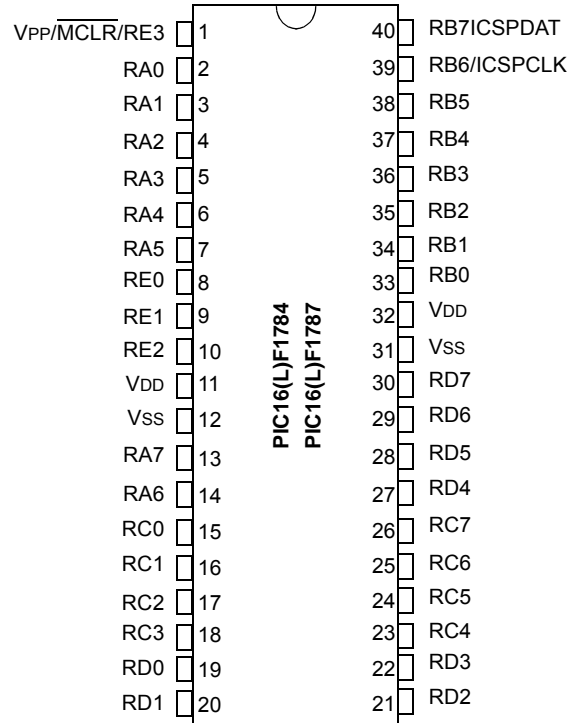 VPP/MCLR/RE3 1 40 RB7ICSPDAT
RA0 2 39 RB6/ICSPCLK
RA1 3 38 RB5
RA2 4 37 RB4
RA3 5 36 RB3
RA4 6 35 RB2
RA5 7 34 RB1
RE0 8 33 RB0
RE1 9 32 VDD
RE2 10 31 VSS
VDD 11 30 RD7
VSS 12 29 RD6
RA7 13 28 RD5
RA6 14 27 RD4
RC0 15 26 RC7
RC1 16 25 RC6
RC2 17 24 RC5
RC3 18 23 RC4
RD0 19 22 RD3
RD1 20 21 RD2
PIC16(L)F1784
PIC16(L)F1787